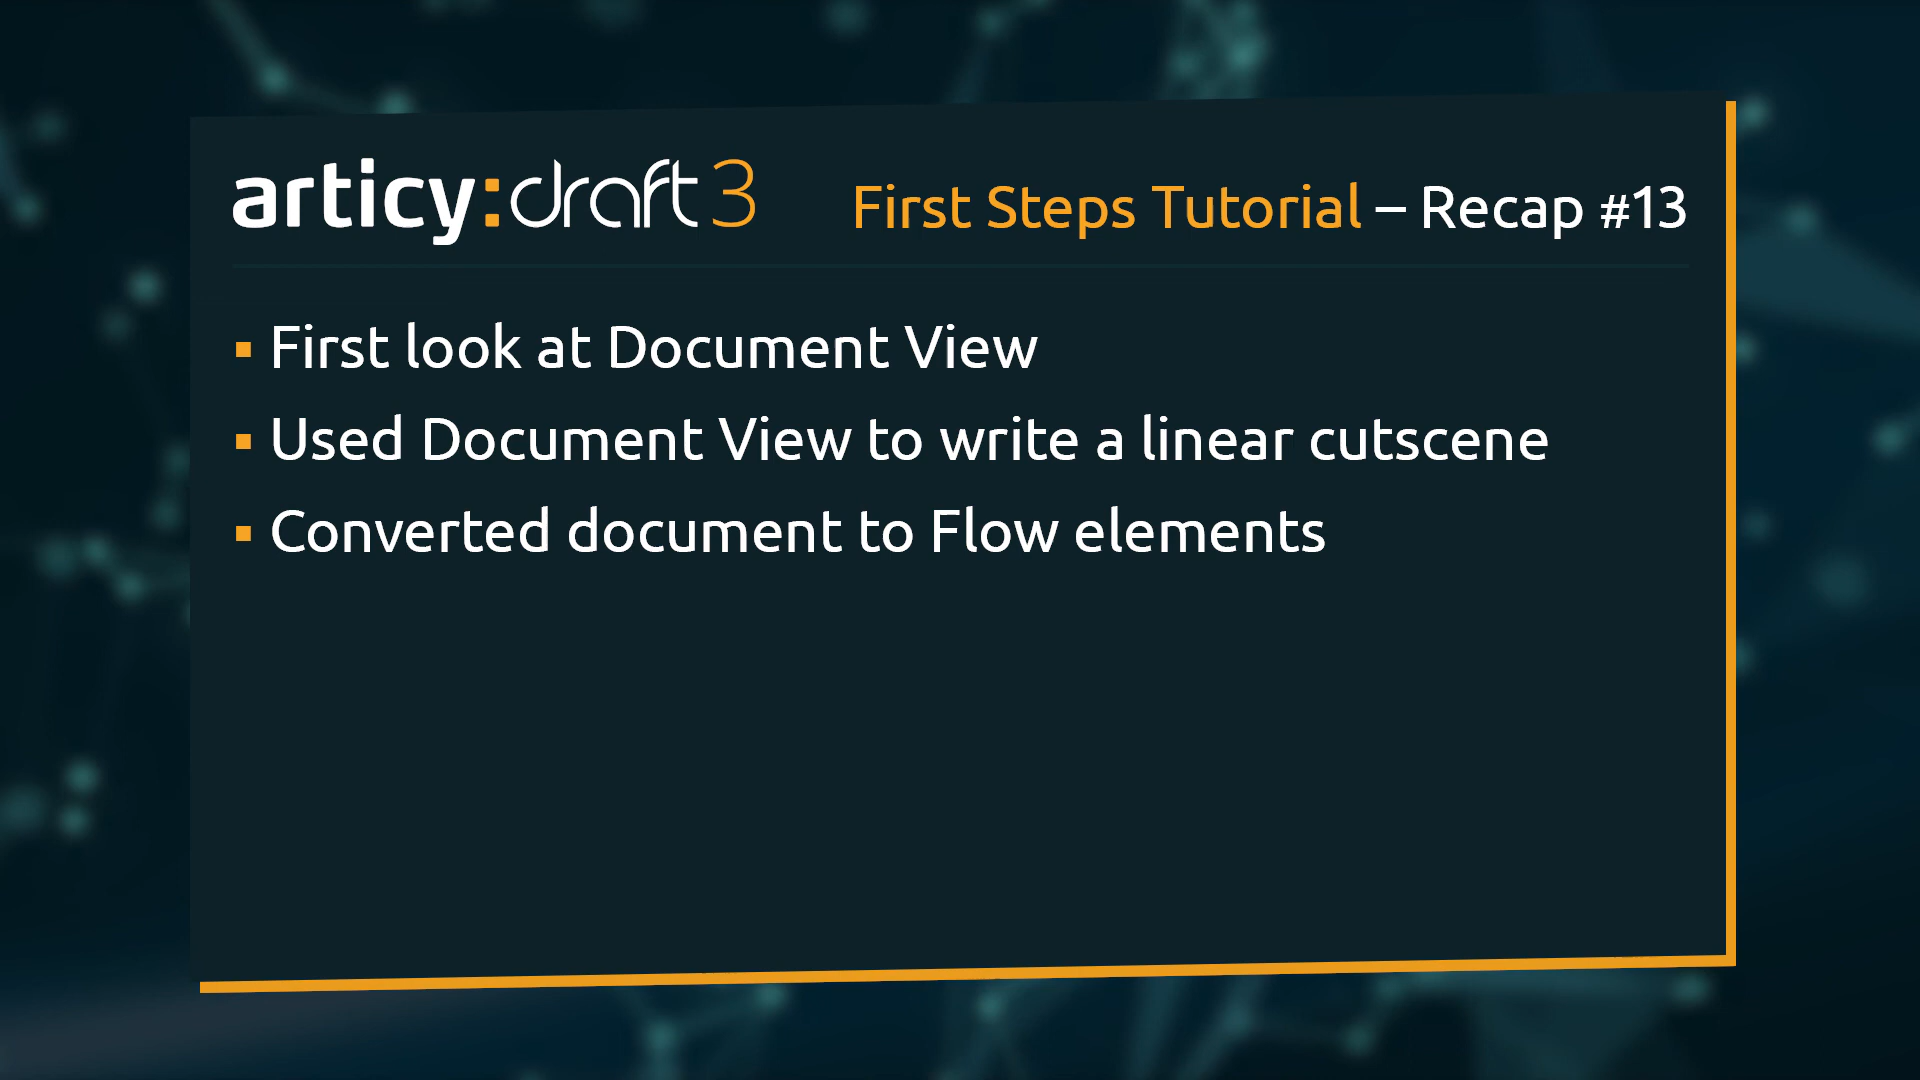 articy:draft 3
First Steps Tutorial – Recap #13
▪ First look at Document View
▪ Used Document View to write a linear cutscene
▪ Converted document to Flow elements